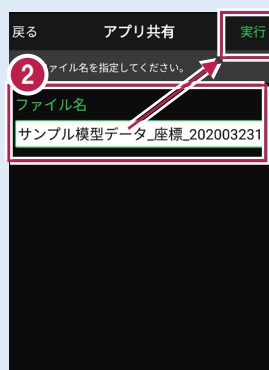 戻る アプリ共有 実行
ァイル名を指定してください。
2
ファイル名
サンプル模型データ_座標_202003231